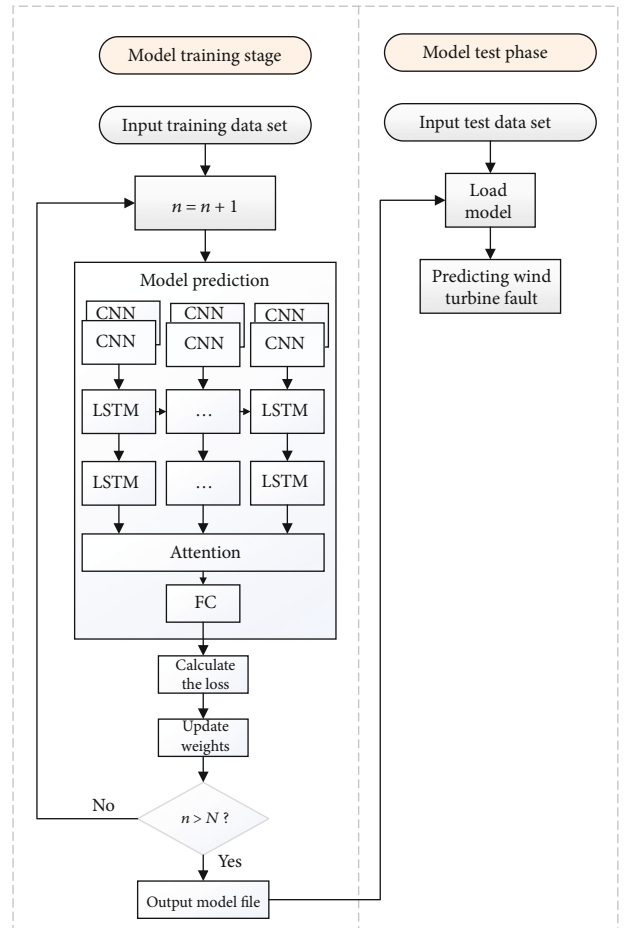 Model training stage
Input training data set
n = n + 1
Model prediction
CNN CNN CNN
CNN CNN CNN
LSTM ... LSTM
LSTM ... LSTM
Attention
FC
Calculate
the loss
Update
weights
No
n > N ?
Yes
Output model file
Model test phase
Input test data set
Load
model
Predicting wind
turbine fault